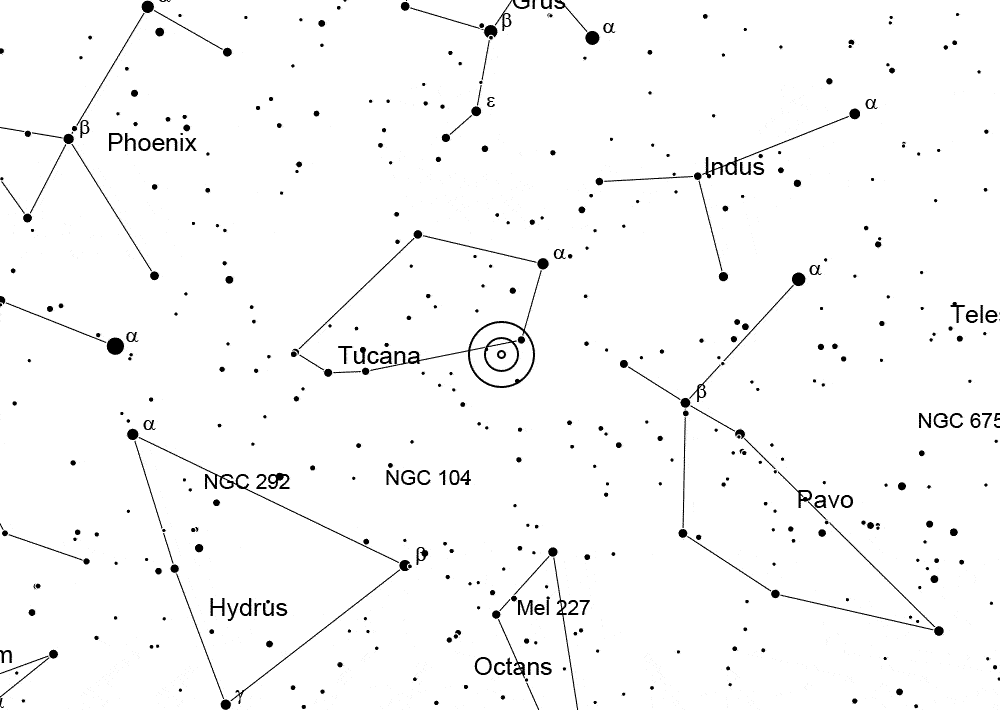 α
Grus
β
α
ε
α
β
Phoenix
Indus
α
α
α
Teles
Tucana
β
α
NGC 675
NGC 292
NGC 104
Pavo
β
Hydrus
Mel 227
m
Octans
γ
α